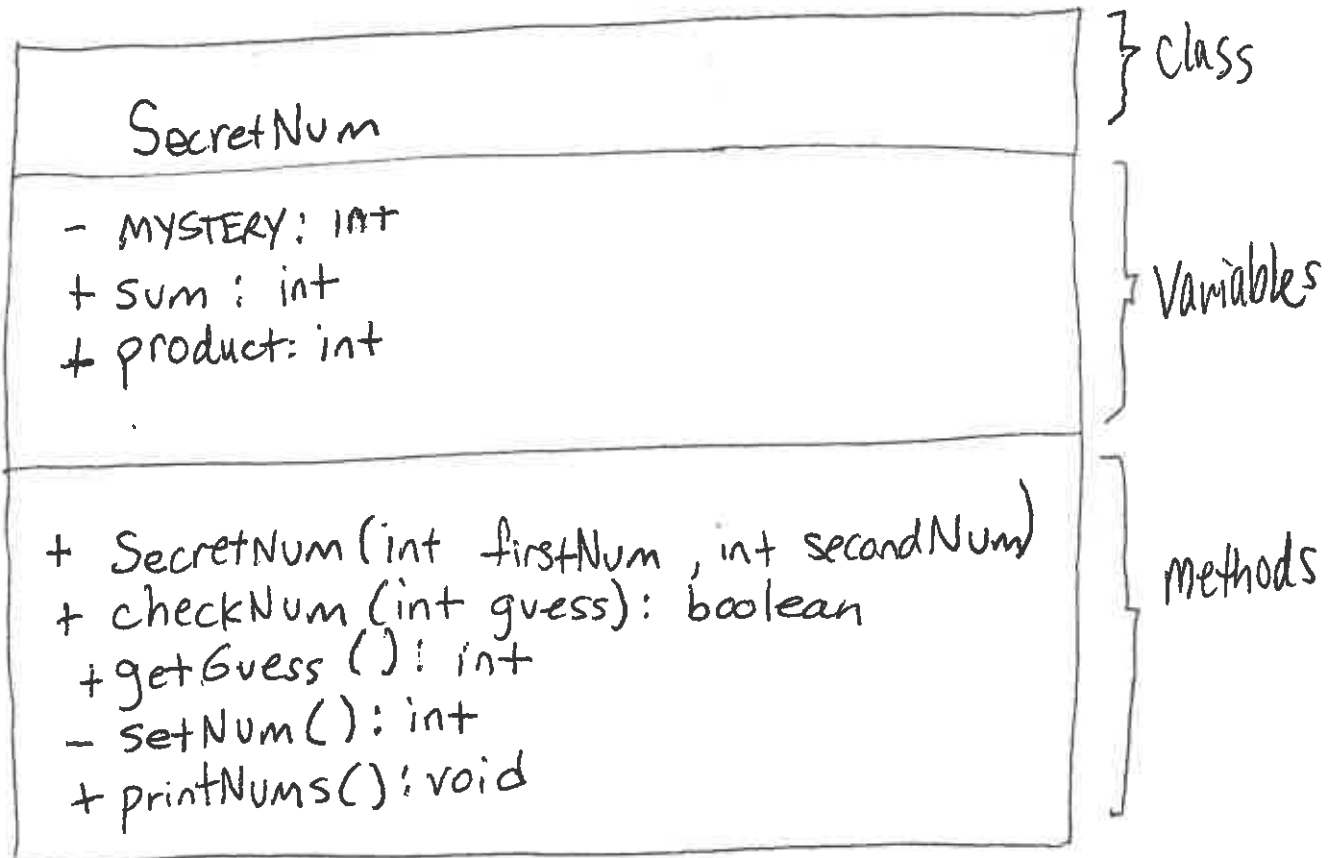 SecretNum
} class
- MYSTERY: int
+ sum: int
+ product: int
} Variables
+ SecretNum(int firstNum, int secondNum)
+ checkNum(int guess): boolean
+ getGuess(): int
- setNum(): int
+ printNums(): void
} methods